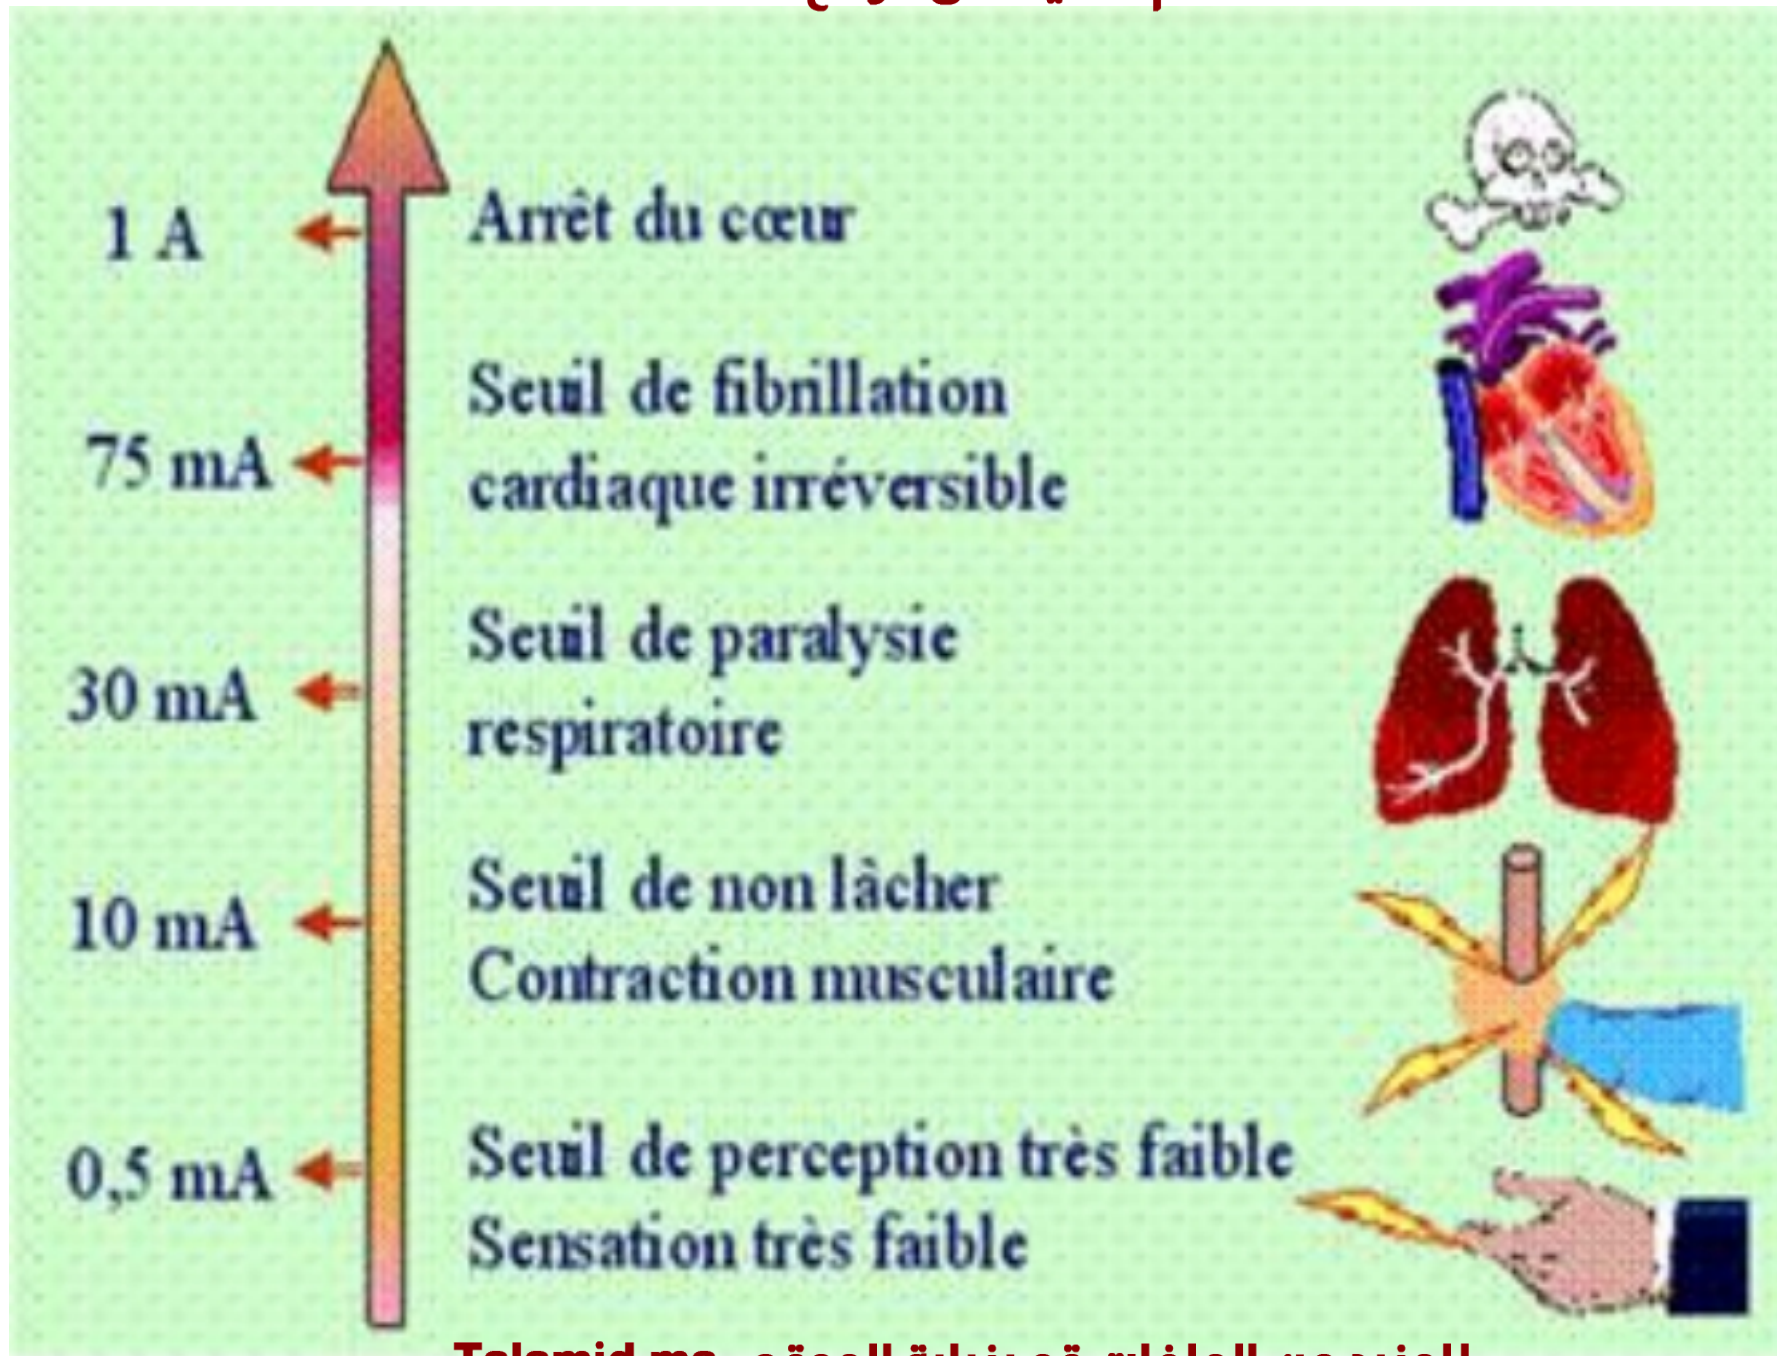 1 A
Arrêt du cœur
75 mA
Seuil de fibrillation
cardiaque irréversible
30 mA
Seuil de paralysie
respiratoire
10 mA
Seuil de non lâcher
Contraction musculaire
0,5 mA
Seuil de perception très faible
Sensation très faible